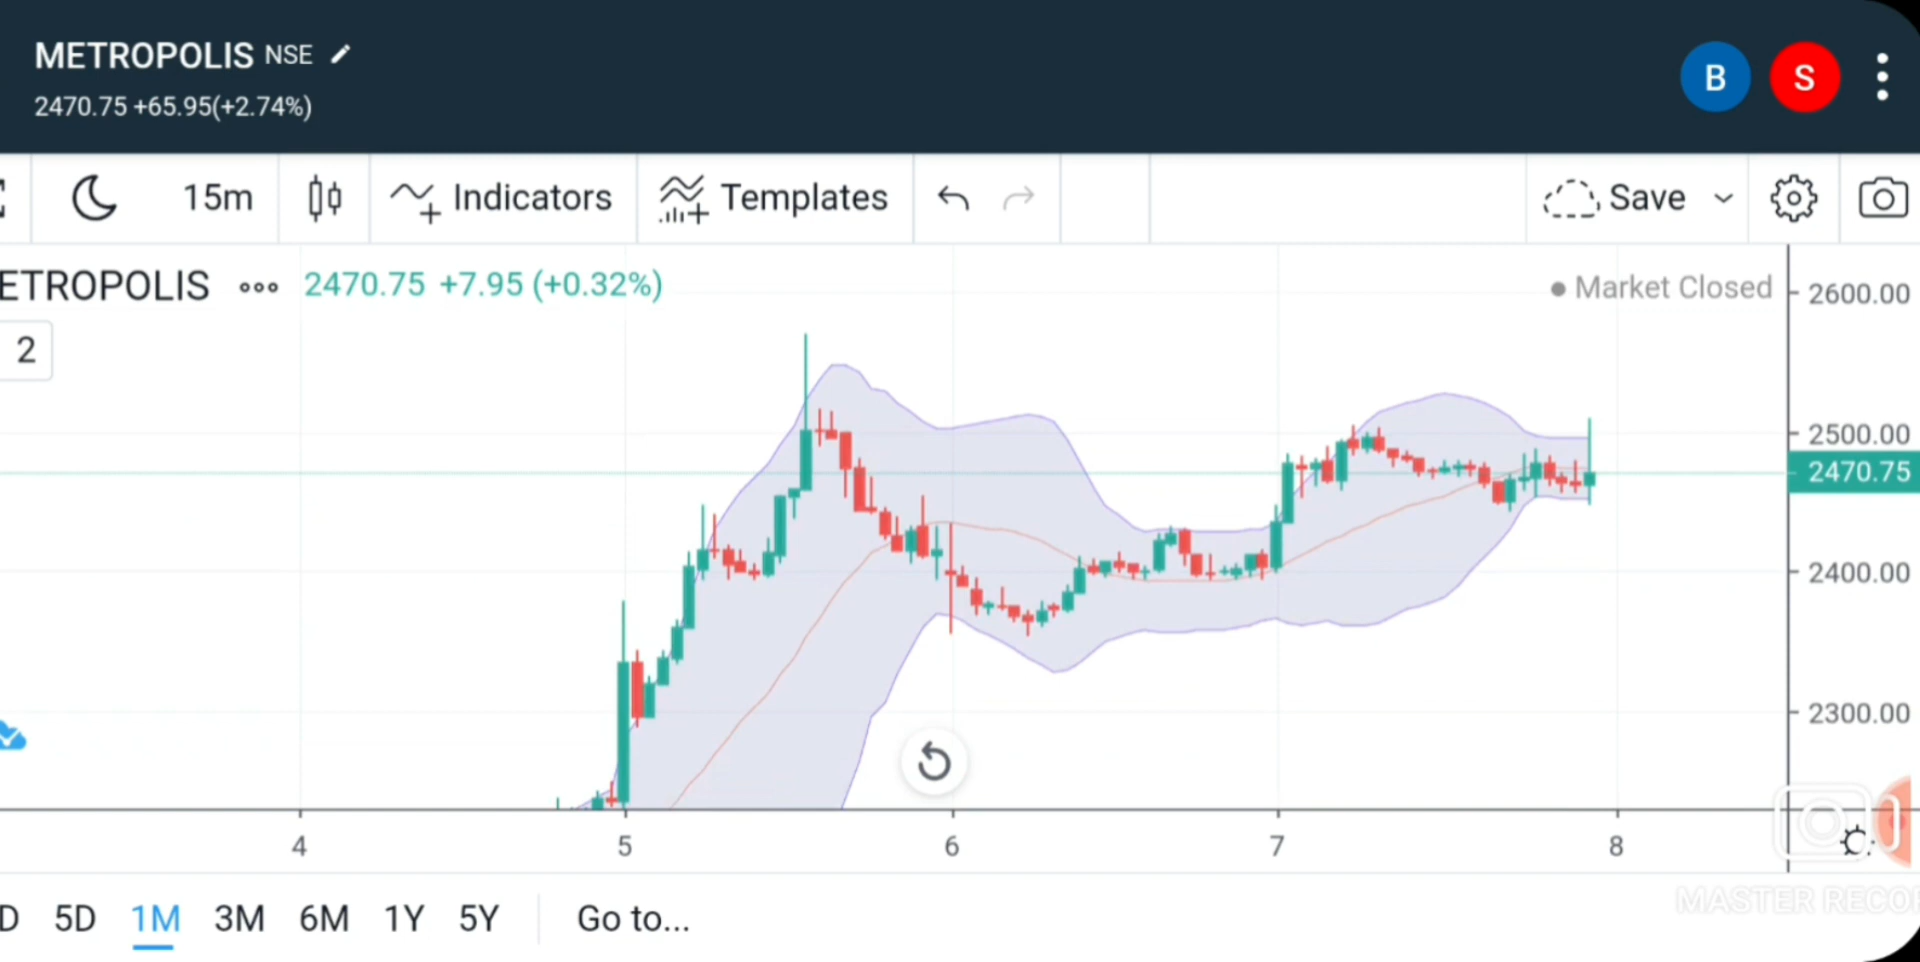 METROPOLIS NSE
2470.75 +65.95(+2.74%)
B S
15m Indicators Templates Save
ETROPOLIS 2470.75 +7.95 (+0.32%) Market Closed
2
2600.00
2500.00
2470.75
2400.00
2300.00
4 5 6 7 8
D 5D 1M 3M 6M 1Y 5Y Go to...
MASTER RECOR